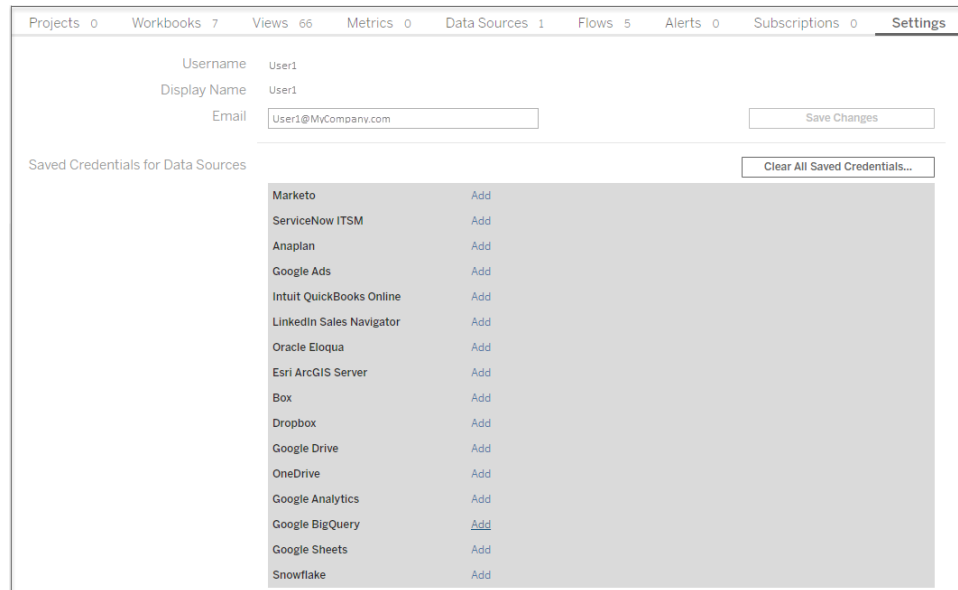 Projects 0 Workbooks 7 Views 66 Metrics 0 Data Sources 1 Flows 5 Alerts 0 Subscriptions 0 Settings
Username User1
Display Name User1
Email User1@MyCompany.com Save Changes
Saved Credentials for Data Sources Clear All Saved Credentials...
Marketo Add
ServiceNow ITSM Add
Anaplan Add
Google Ads Add
Intuit QuickBooks Online Add
LinkedIn Sales Navigator Add
Oracle Eloqua Add
Esri ArcGIS Server Add
Box Add
Dropbox Add
Google Drive Add
OneDrive Add
Google Analytics Add
Google BigQuery Add
Google Sheets Add
Snowflake Add